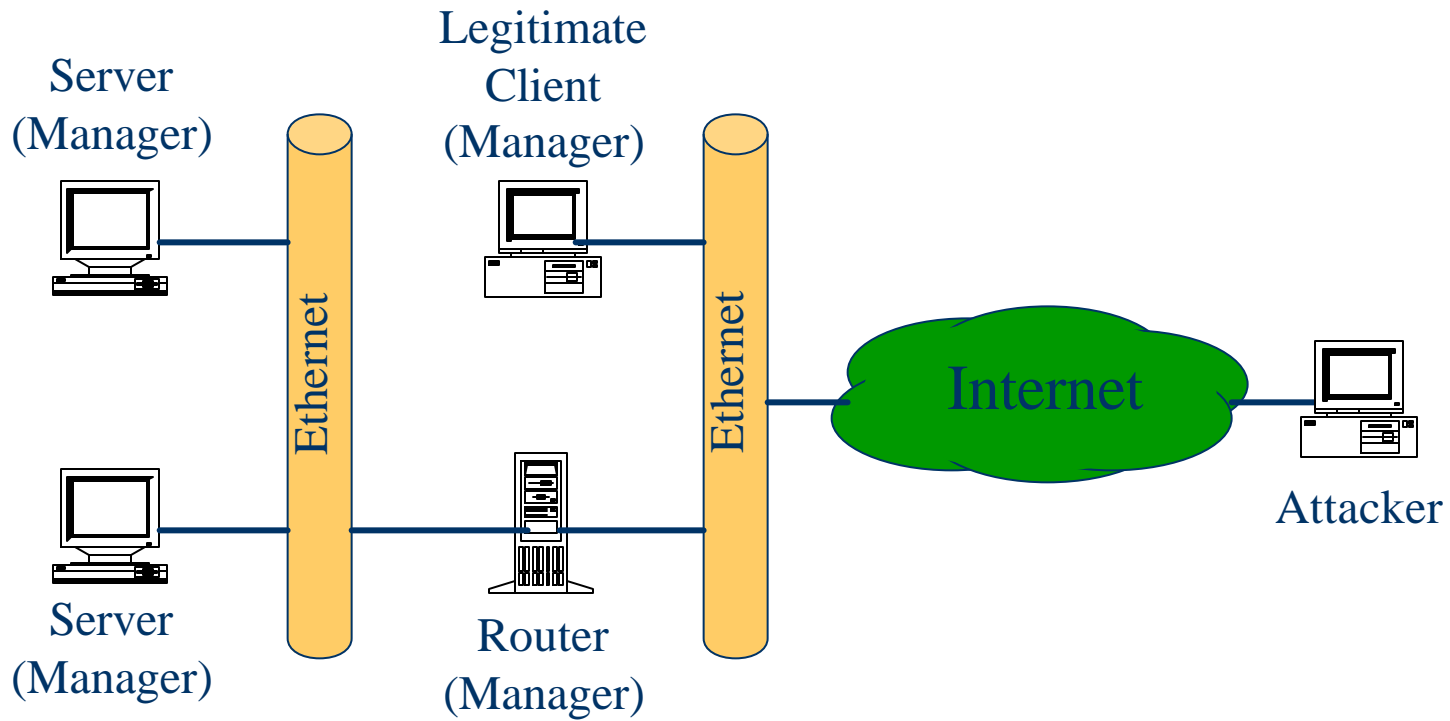 Legitimate
Client
(Manager)
Server
(Manager)
Ethernet
Ethernet
Internet
Attacker
Server
(Manager)
Router
(Manager)